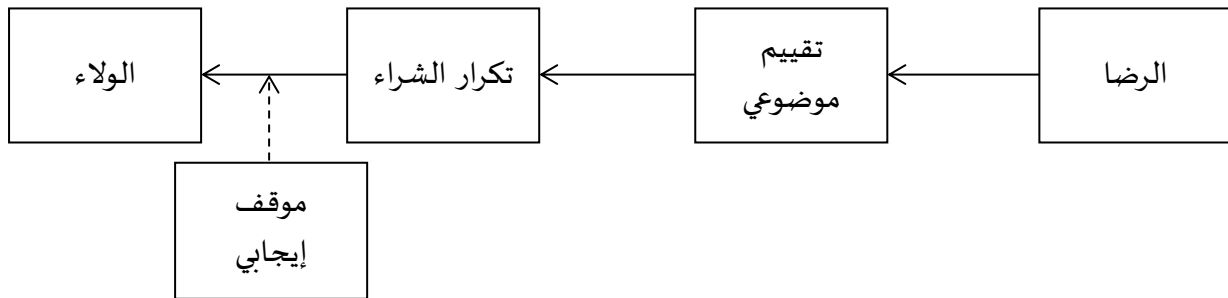 الرضا
تقييم
موضوعي
تكرار الشراء
الولاء
موقف
إيجابي